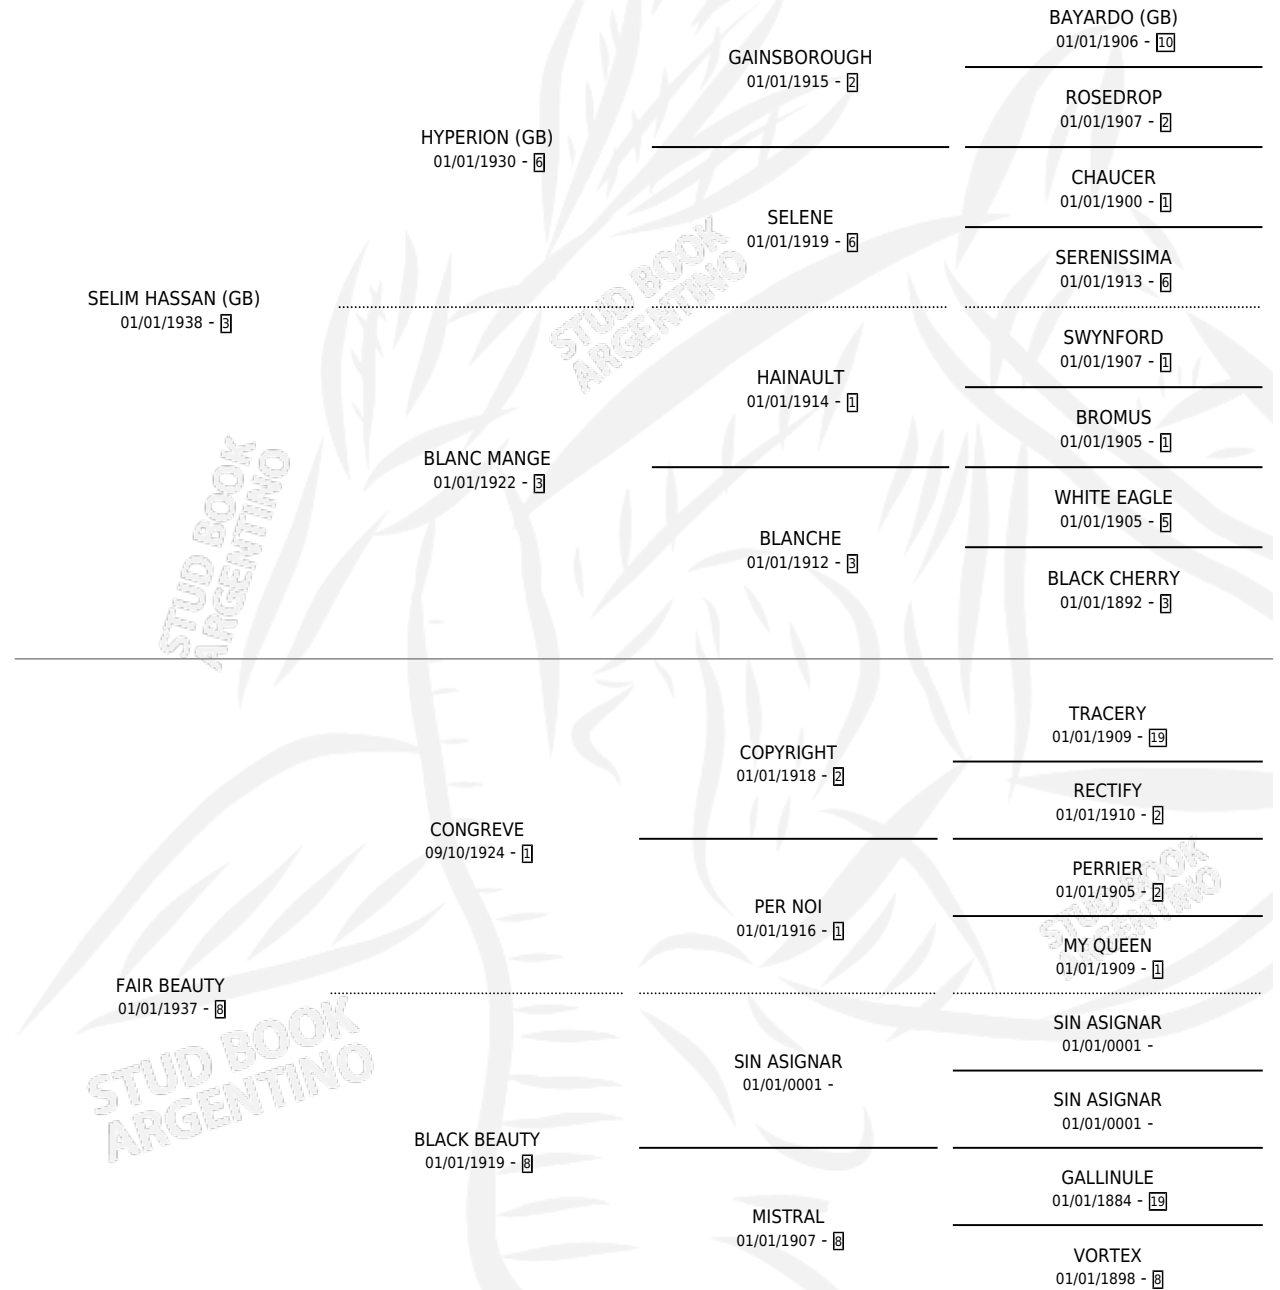 BAYARDO (GB)
01/01/1906 - 10
GAINSBOROUGH
01/01/1915 - 2
ROSEDROP
01/01/1907 - 2
HYPERION (GB)
01/01/1930 - 6
CHAUCER
01/01/1900 - 1
SELENE
01/01/1919 - 6
SERENISSIMA
01/01/1913 - 6
SELIM HASSAN (GB)
01/01/1938 - 3
SWYNFORD
01/01/1907 - 1
HAINAULT
01/01/1914 - 1
BROMUS
01/01/1905 - 1
BLANC MANGE
01/01/1922 - 3
WHITE EAGLE
01/01/1905 - 5
BLANCHE
01/01/1912 - 3
BLACK CHERRY
01/01/1892 - 3
TRACERY
01/01/1909 - 19
COPYRIGHT
01/01/1918 - 2
RECTIFY
01/01/1910 - 2
CONGREVE
09/10/1924 - 1
PERRIER
01/01/1905 - 2
PER NOI
01/01/1916 - 1
MY QUEEN
01/01/1909 - 1
FAIR BEAUTY
01/01/1937 - 8
SIN ASIGNAR
01/01/0001 -
SIN ASIGNAR
01/01/0001 -
SIN ASIGNAR
01/01/0001 -
BLACK BEAUTY
01/01/1919 - 8
GALLINULE
01/01/1884 - 19
MISTRAL
01/01/1907 - 8
VORTEX
01/01/1898 - 8
STUD BOOK
ARGENTINO
STUD BOOK
ARGENTINO
STUD BOOK
ARGENTINO
STUD BOOK
ARGENTINO